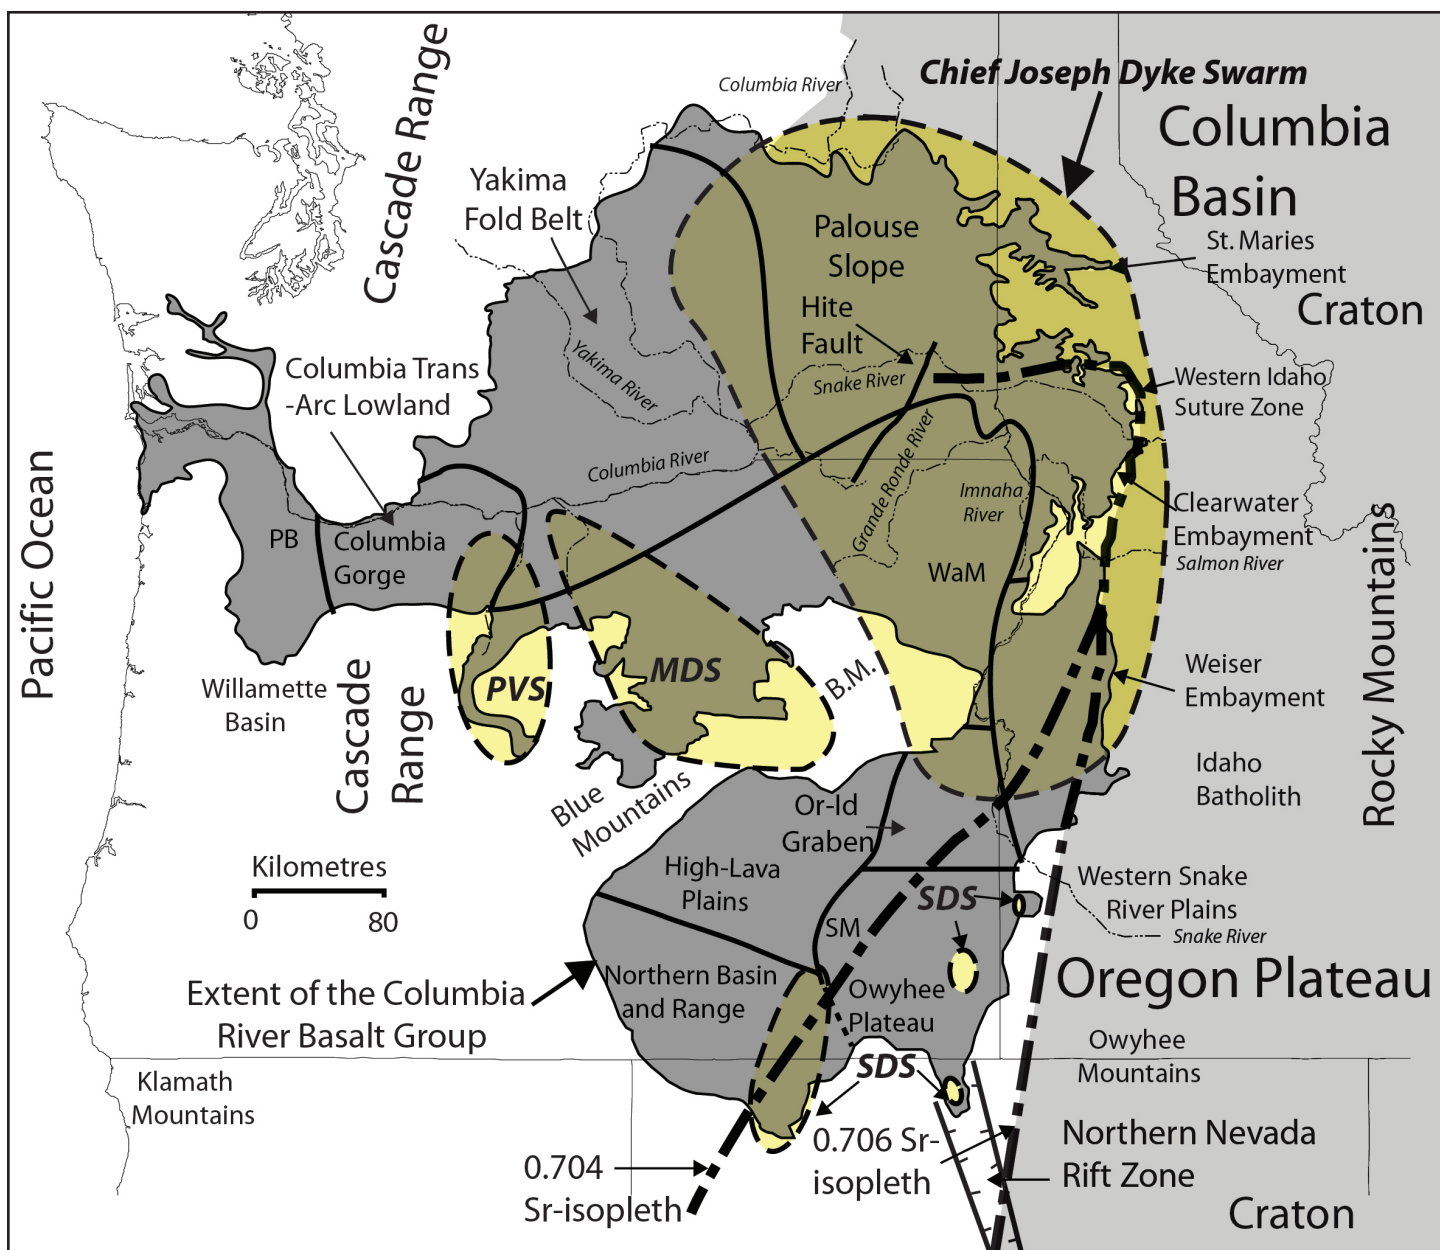 Columbia River
Chief Joseph Dyke Swarm
Columbia
Basin
Cascade Range
Yakima
Fold Belt
Palouse
Slope
St. Maries
Embayment
Craton
Hite
Fault
Columbia Trans
-Arc Lowland
Yakima River
Snake River
Western Idaho
Suture Zone
Columbia River
Grande Ronde River
Imnaha
River
Clearwater
Embayment
Salmon River
Pacific Ocean
PB
Columbia
Gorge
WaM
Rocky Mountains
Willamette
Basin
Cascade
Range
PVS
MDS
B.M.
Weiser
Embayment
Idaho
Batholith
Blue
Mountains
Or-Id
Graben
Kilometres
0 80
High-Lava
Plains
SDS
Western Snake
River Plains
Snake River
SM
Extent of the Columbia
River Basalt Group
Northern Basin
and Range
Owyhee
Plateau
Oregon Plateau
Owyhee
Mountains
SDS
Klamath
Mountains
0.704
Sr-isopleth
0.706 Sr-
isopleth
Northern Nevada
Rift Zone
Craton